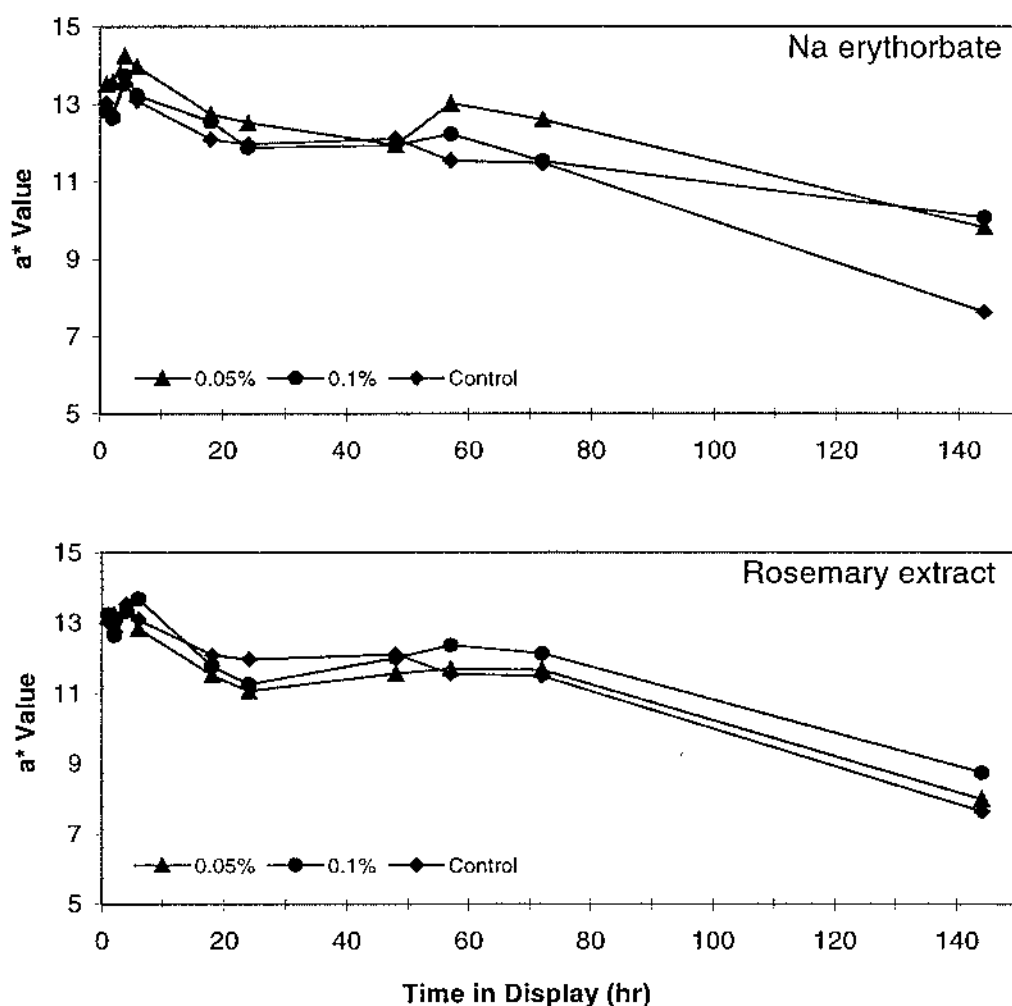 Na erythorbate
15
13
11
9
7
5
a* Value
0.05% 0.1% Control
0 20 40 60 80 100 120 140
Rosemary extract
15
13
11
9
7
5
a* Value
0.05% 0.1% Control
0 20 40 60 80 100 120 140
Time in Display (hr)